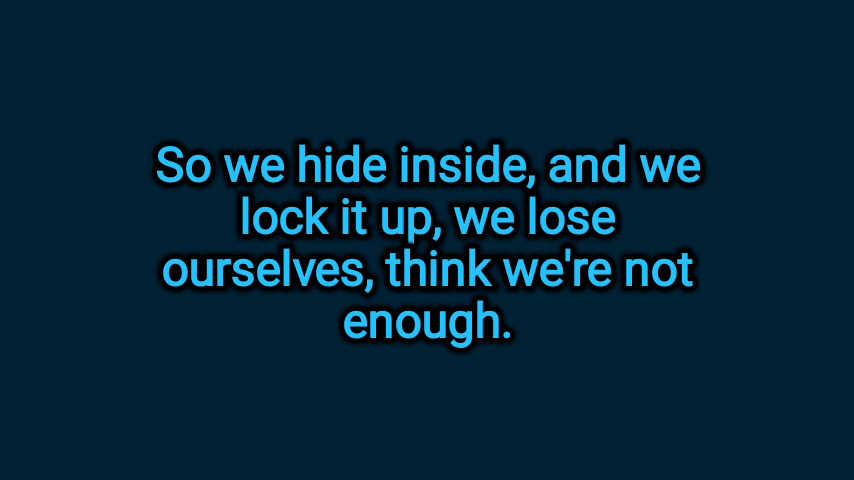 So we hide inside, and we
lock it up, we lose
ourselves, think we're not
enough.